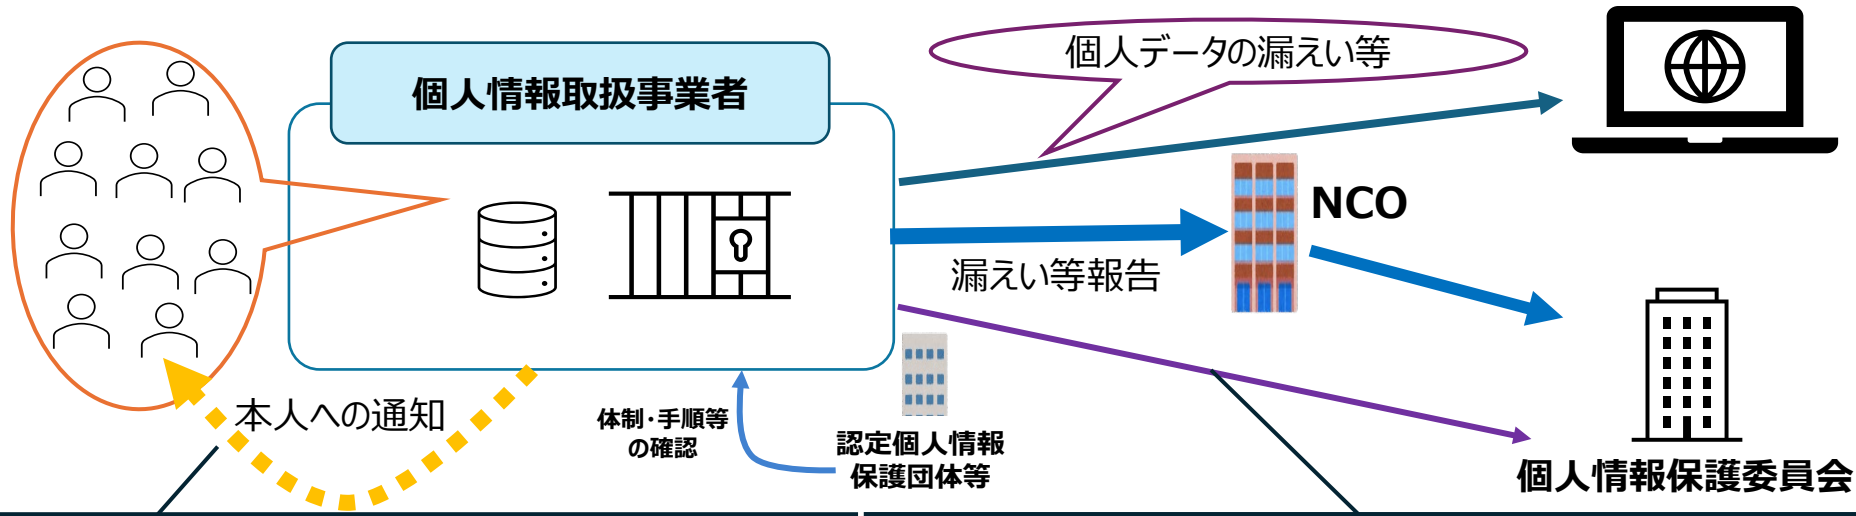 個人データの漏えい等
個人情報取扱事業者
NCO
漏えい等報告
本人への通知
体制・手順等
の確認
認定個人情報
保護団体等
個人情報保護委員会